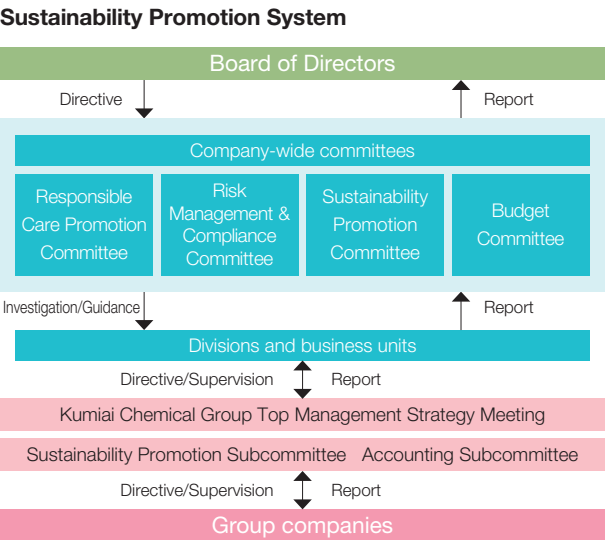 Sustainability Promotion System
Board of Directors
Directive
Report
Company-wide committees
Responsible
Care Promotion
Committee
Risk
Management &
Compliance
Committee
Sustainability
Promotion
Committee
Budget
Committee
Investigation/Guidance
Report
Divisions and business units
Directive/Supervision
Report
Kumiai Chemical Group Top Management Strategy Meeting
Sustainability Promotion Subcommittee
Accounting Subcommittee
Directive/Supervision
Report
Group companies